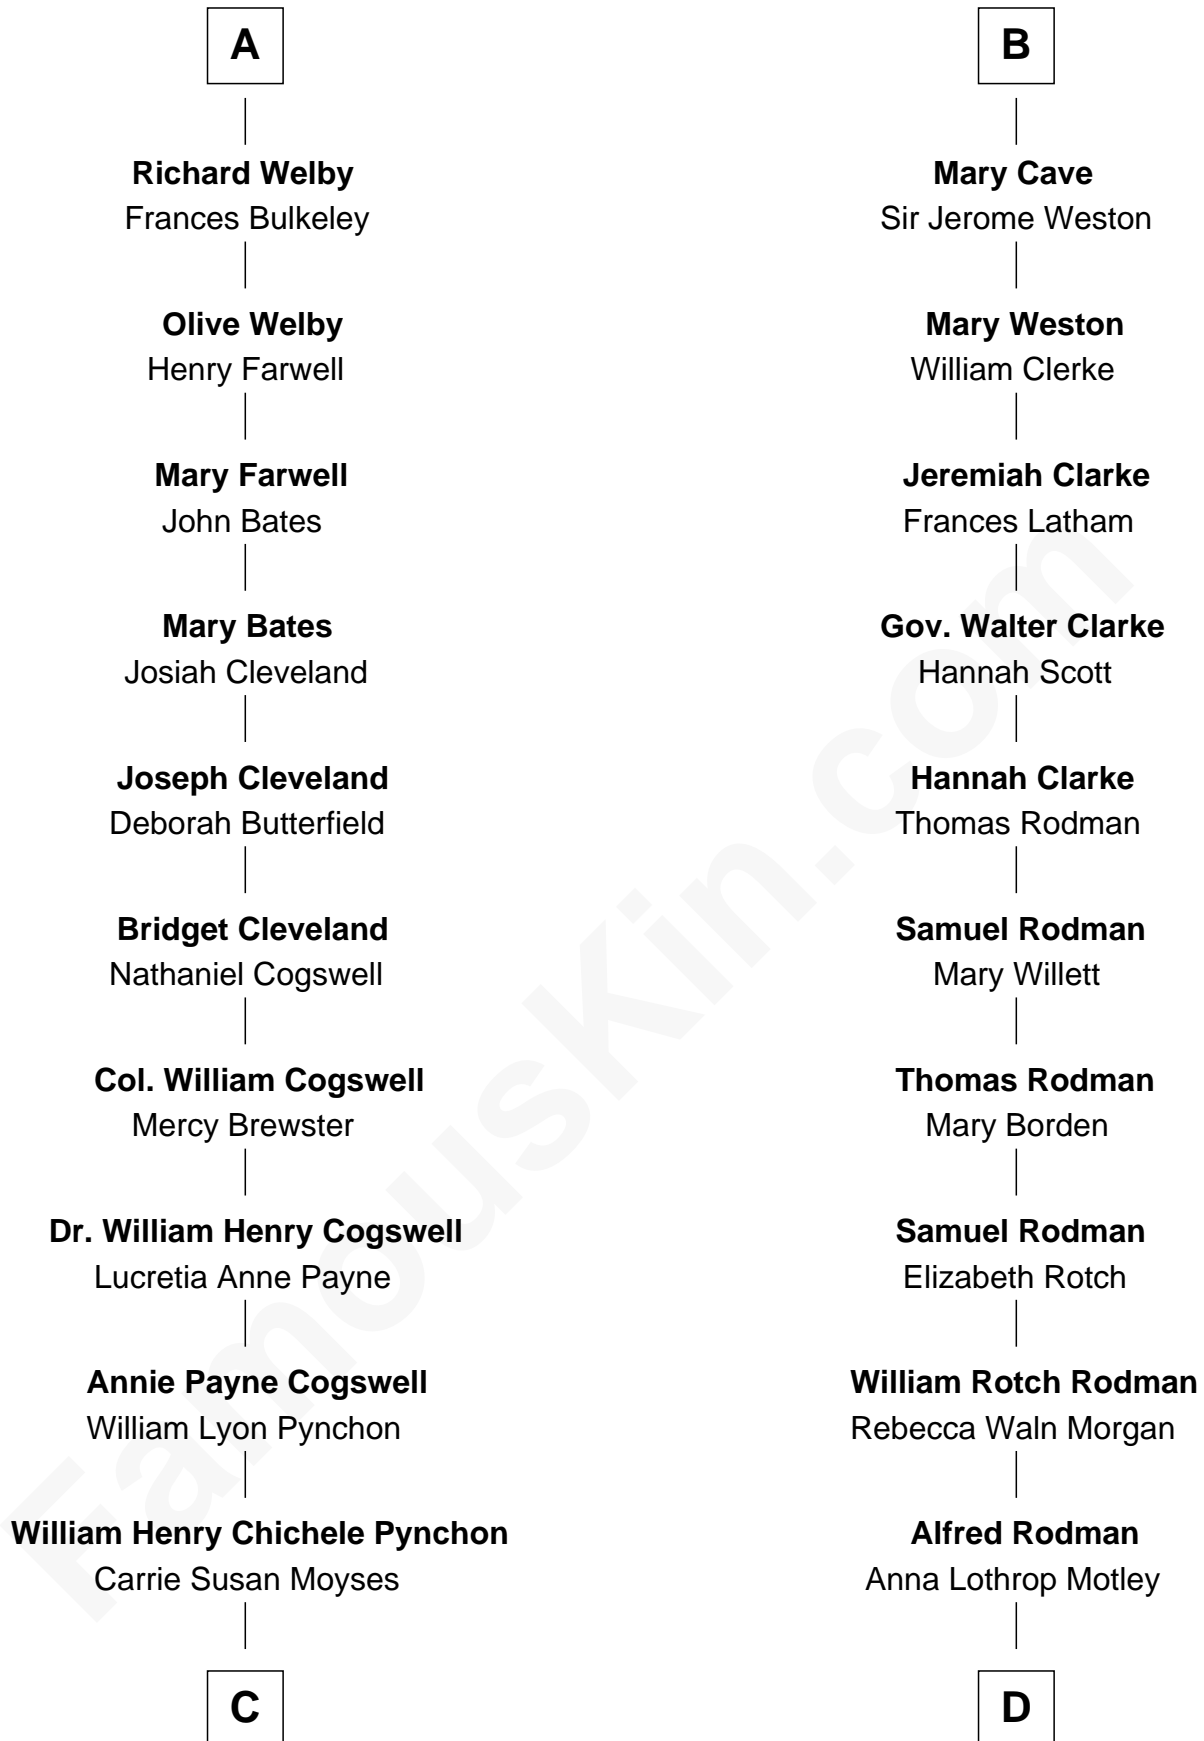 A
Richard Welby
Frances Bulkeley
Olive Welby
Henry Farwell
Mary Farwell
John Bates
Mary Bates
Josiah Cleveland
Joseph Cleveland
Deborah Butterfield
Bridget Cleveland
Nathaniel Cogswell
Col. William Cogswell
Mercy Brewster
Dr. William Henry Cogswell
Lucretia Anne Payne
Annie Payne Cogswell
William Lyon Pynchon
William Henry Chichele Pynchon
Carrie Susan Moyses
C
B
Mary Cave
Sir Jerome Weston
Mary Weston
William Clerke
Jeremiah Clarke
Frances Latham
Gov. Walter Clarke
Hannah Scott
Hannah Clarke
Thomas Rodman
Samuel Rodman
Mary Willett
Thomas Rodman
Mary Borden
Samuel Rodman
Elizabeth Rotch
William Rotch Rodman
Rebecca Waln Morgan
Alfred Rodman
Anna Lothrop Motley
D
FamousKin.com